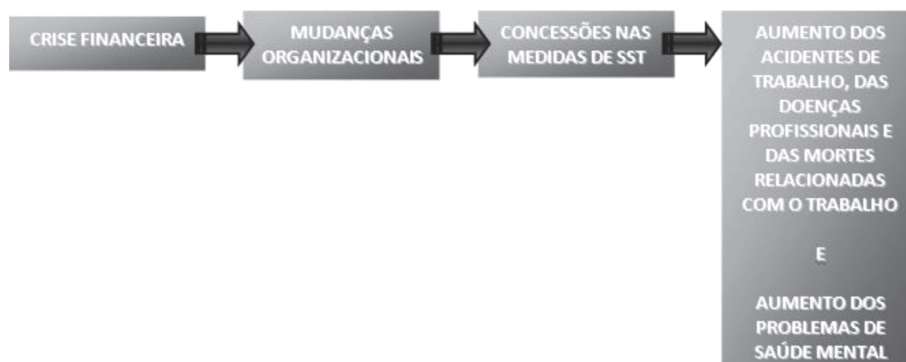 CRISE FINANCEIRA
MUDANÇAS
ORGANIZACIONAIS
CONCESSÕES NAS
MEDIDAS DE SST
AUMENTO DOS
ACIDENTES DE
TRABALHO, DAS
DOENÇAS
PROFISSIONAIS E
DAS MORTES
RELACIONADAS
COM O TRABALHO
E
AUMENTO DOS
PROBLEMAS DE
SAÚDE MENTAL